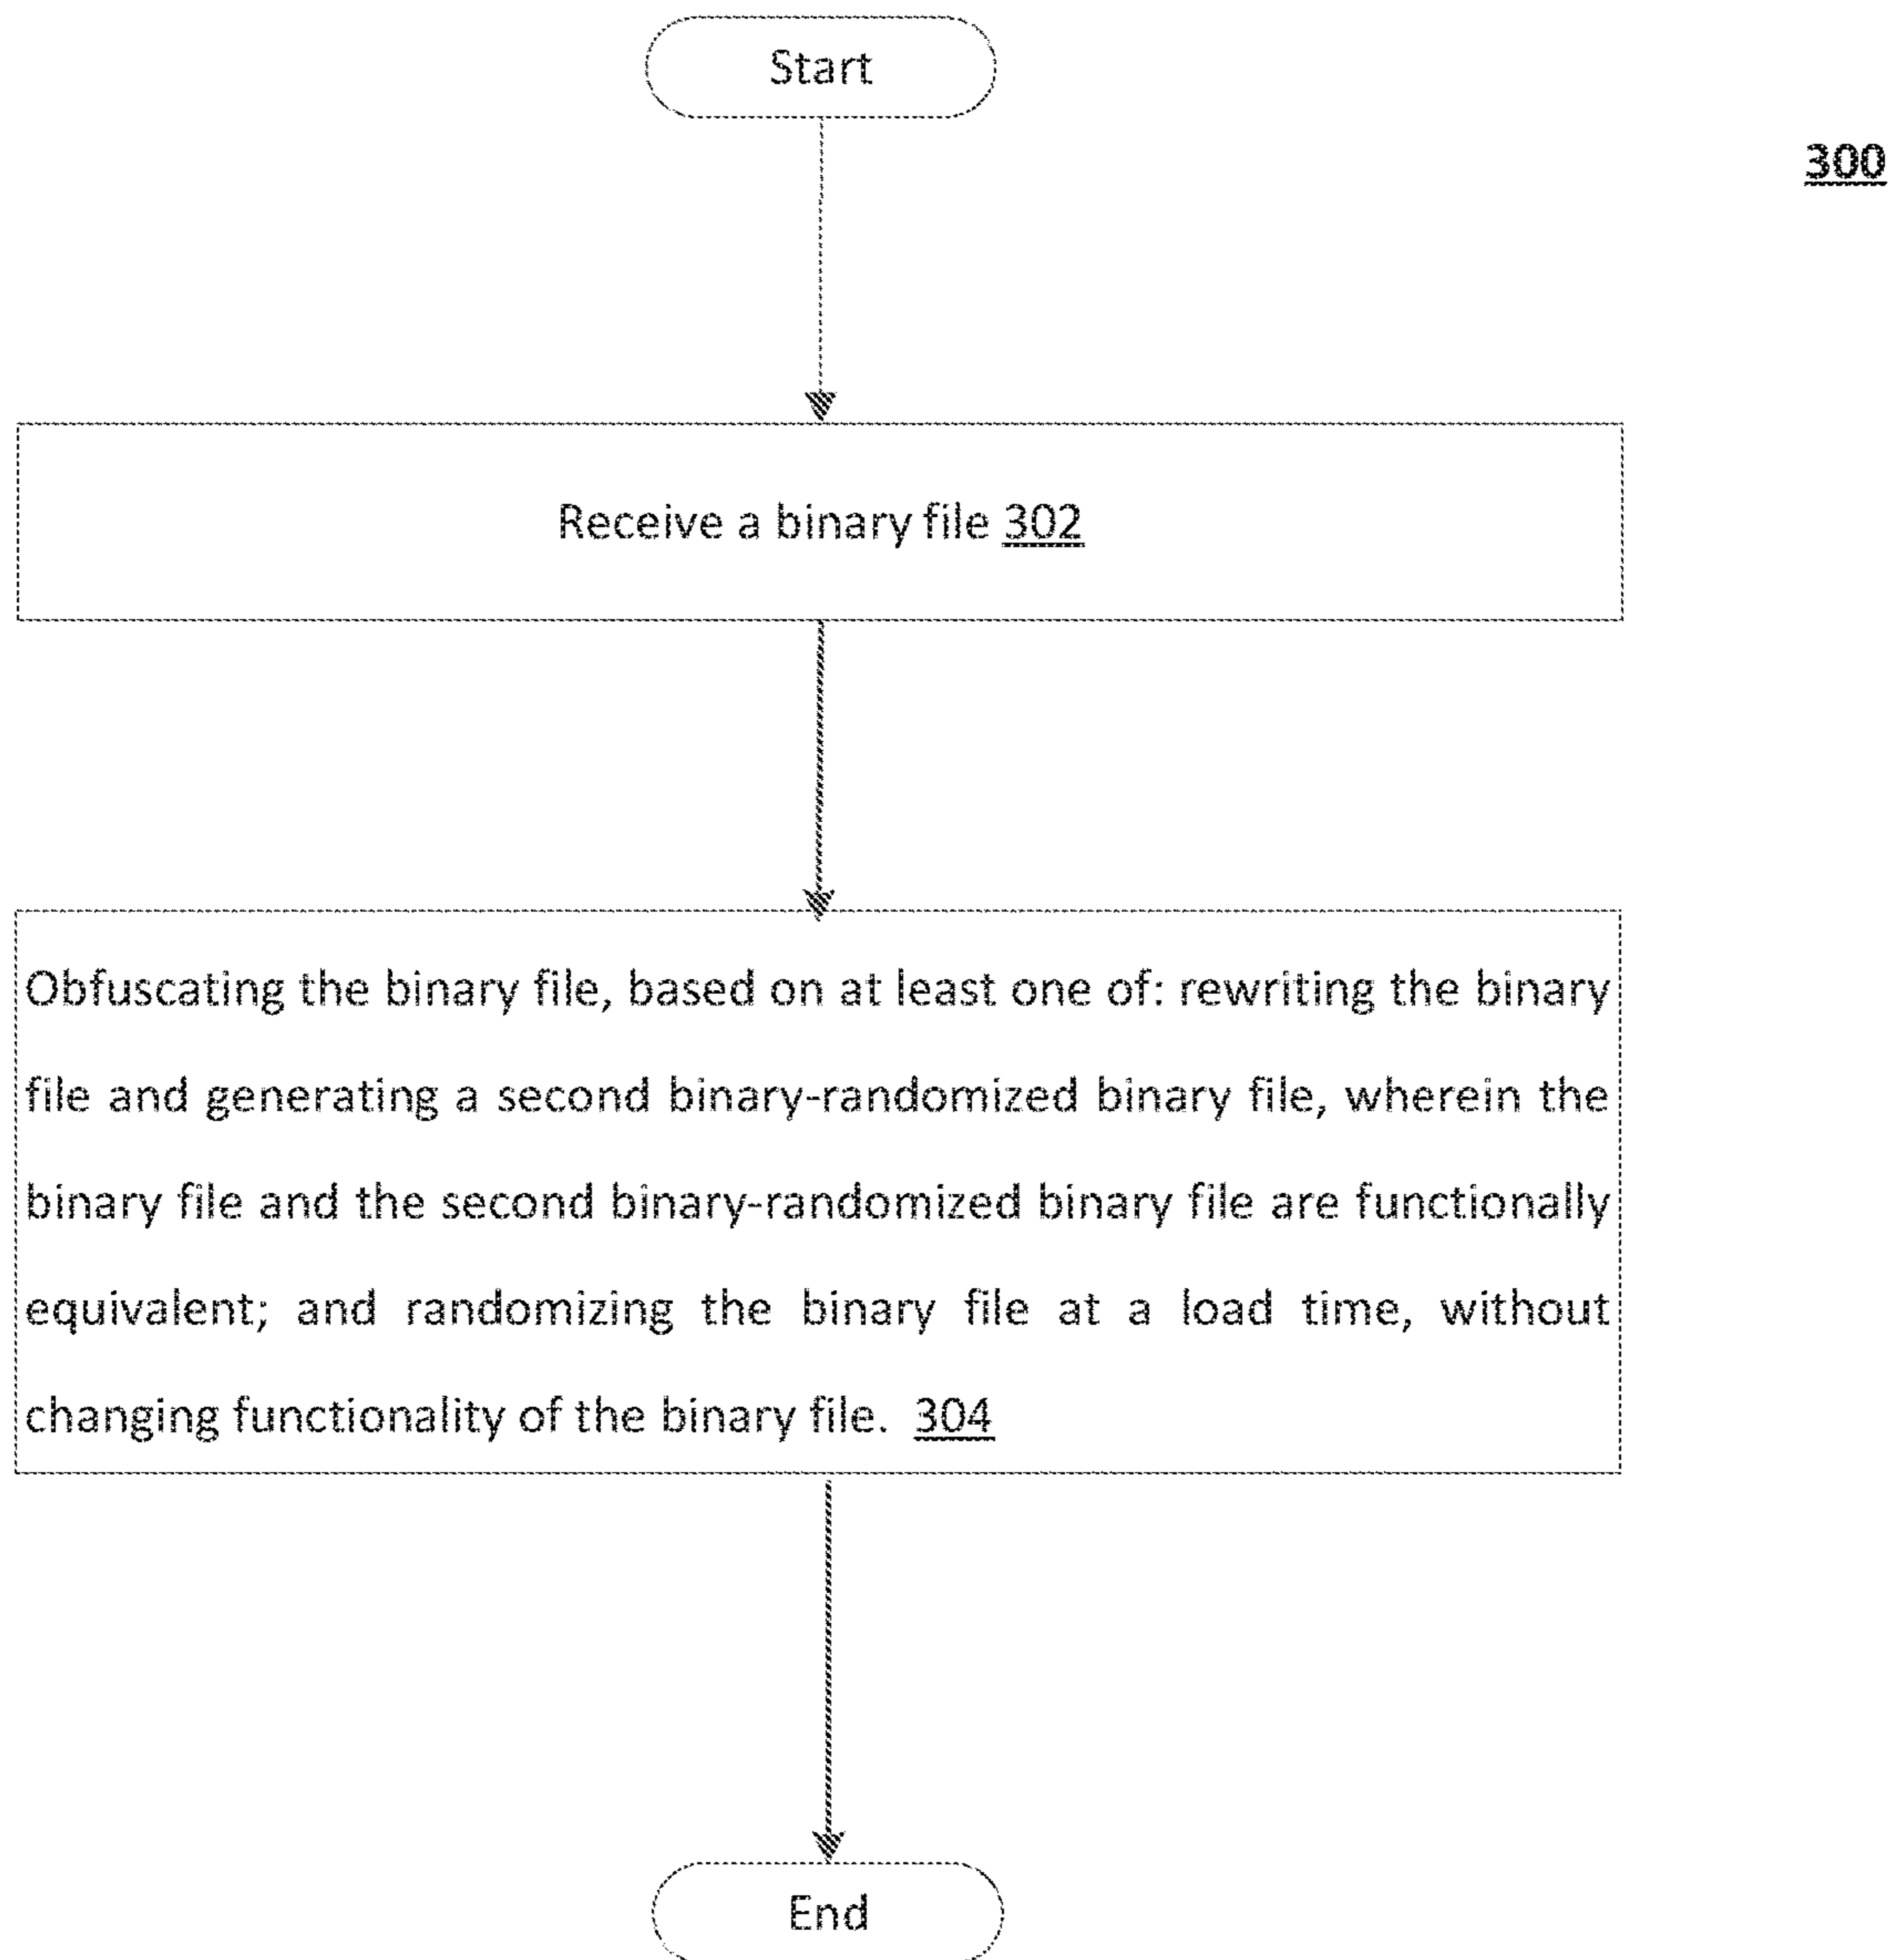 Start
300
Receive a binary file 302
Obfuscating the binary file, based on at least one of: rewriting the binary
file and generating a second binary-randomized binary file, wherein the
binary file and the second binary-randomized binary file are functionally
equivalent; and randomizing the binary file at a load time, without
changing functionality of the binary file. 304
End